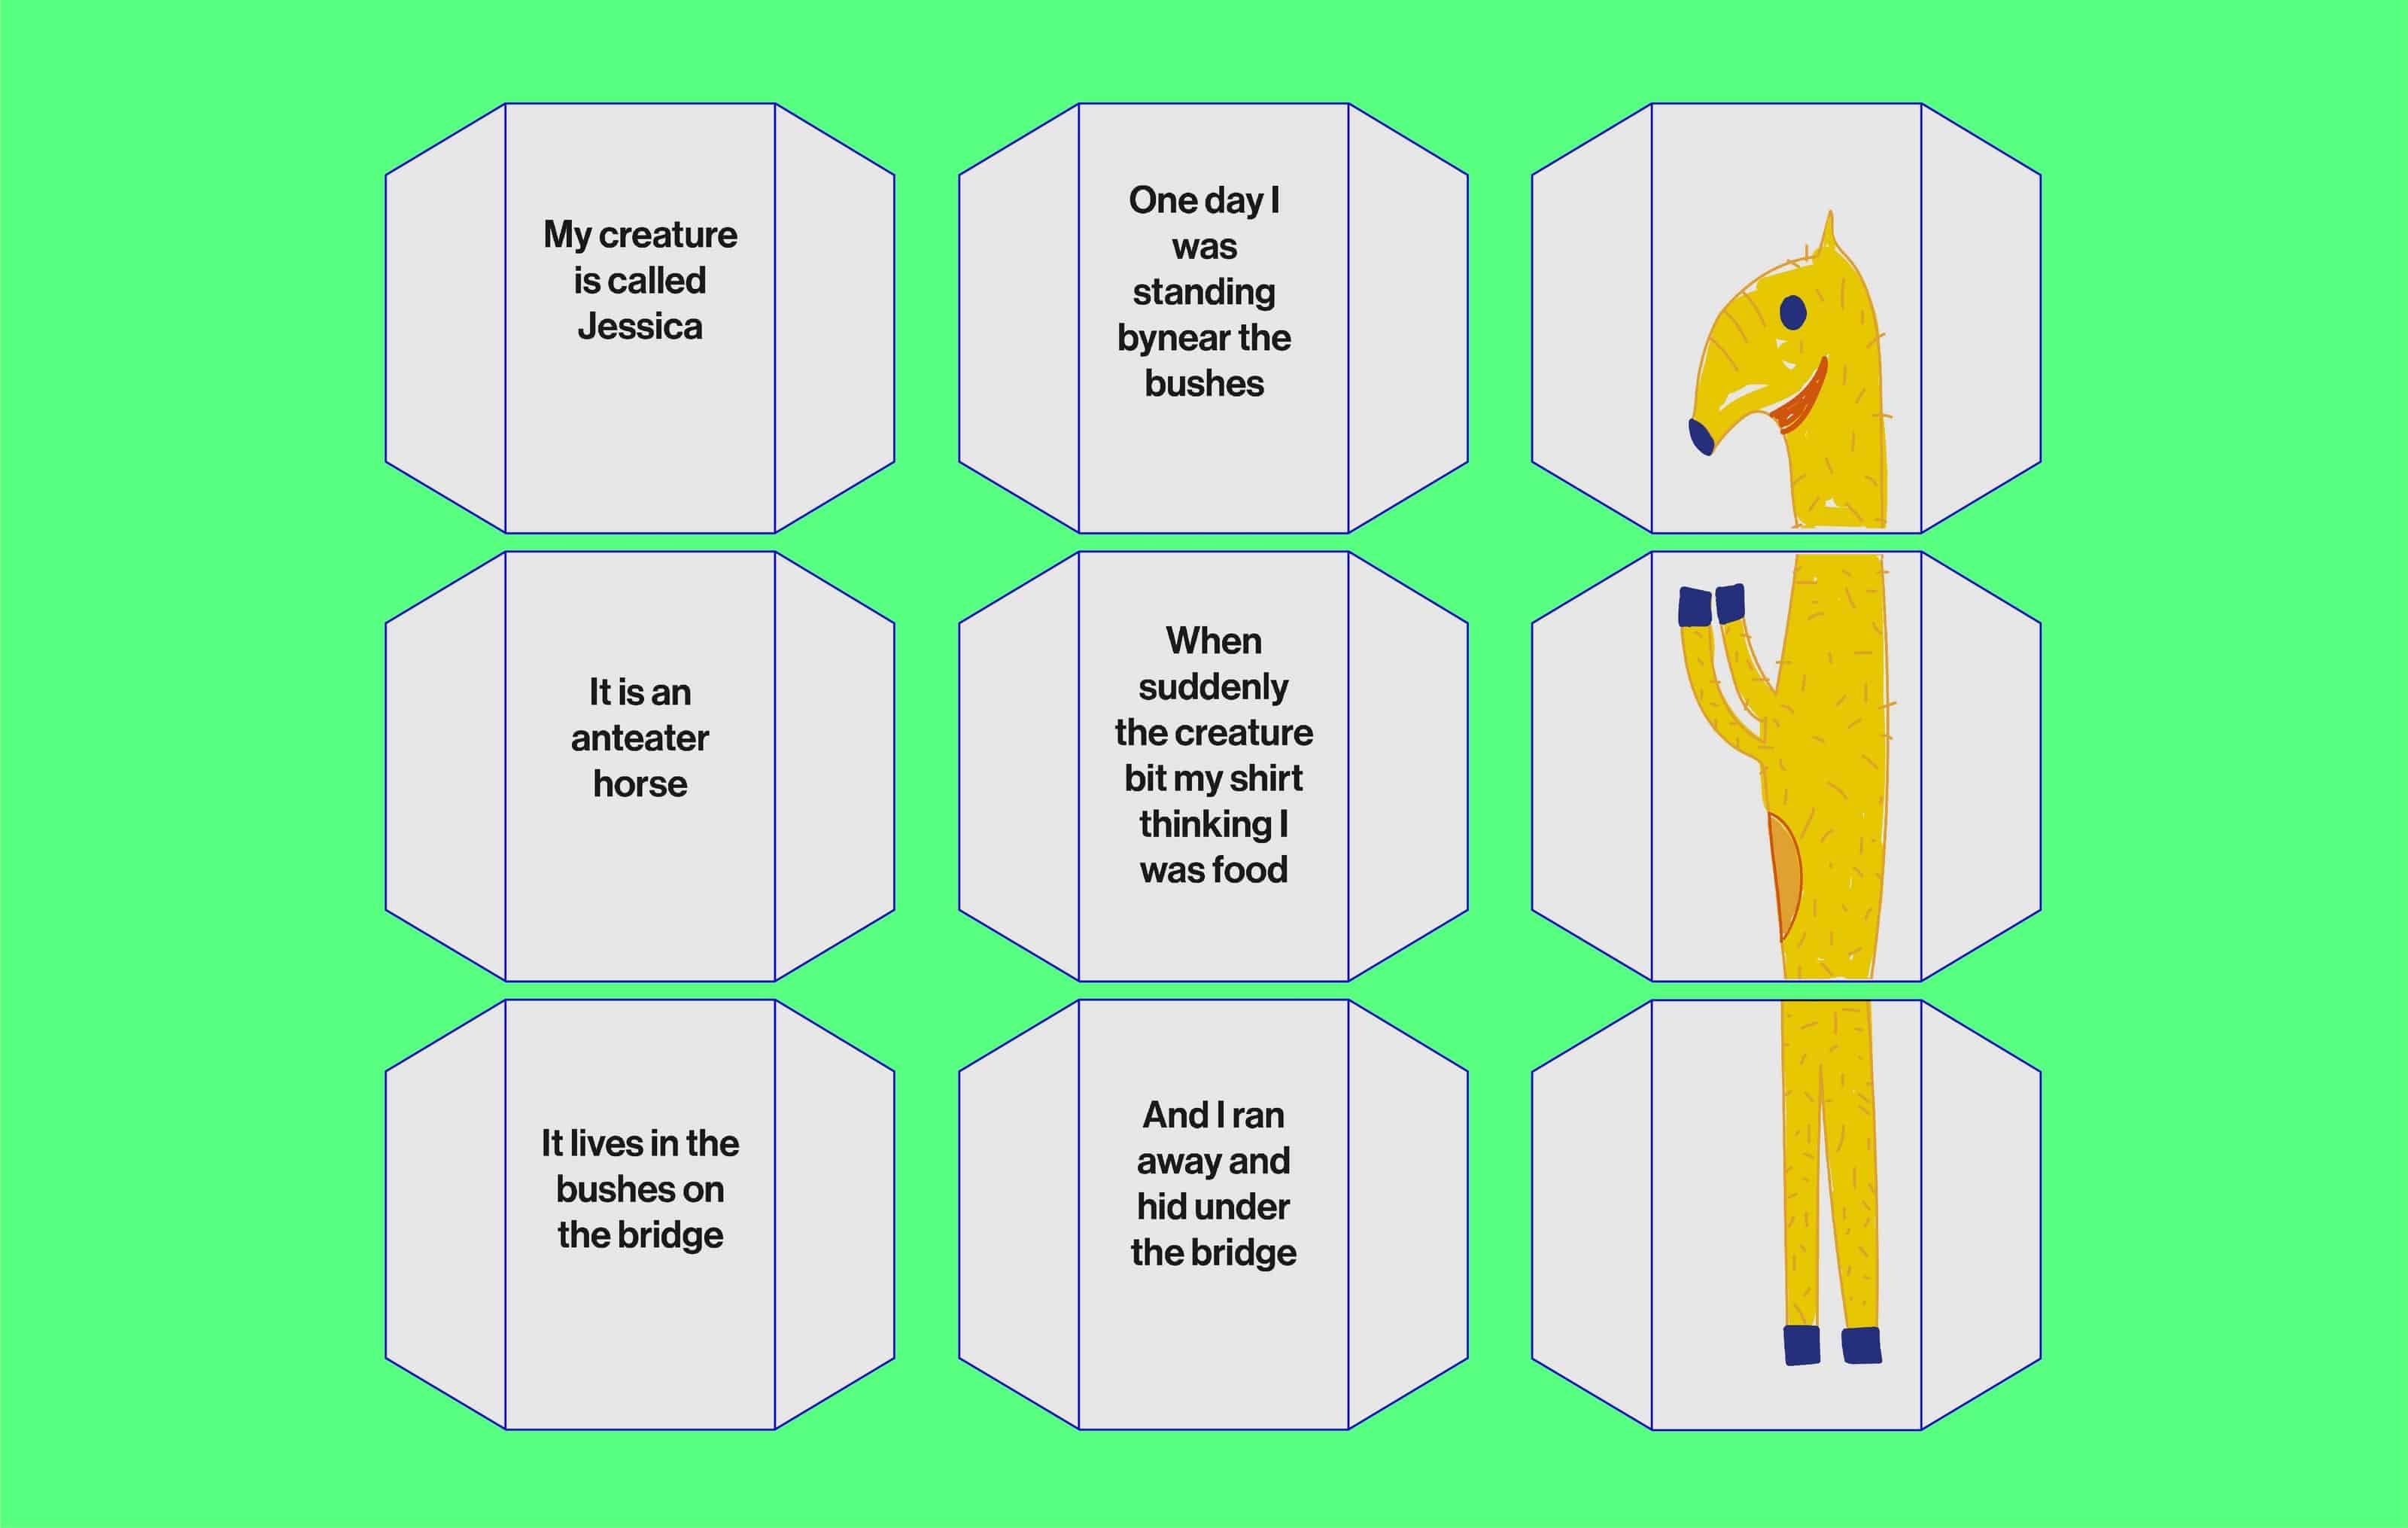 My creature
is called
Jessica
It is an
anteater
horse
It lives in the
bushes on
the bridge
One day I
was
standing
bynear the
bushes
When
suddenly
the creature
bit my shirt
thinking I
was food
And I ran
away and
hid under
the bridge